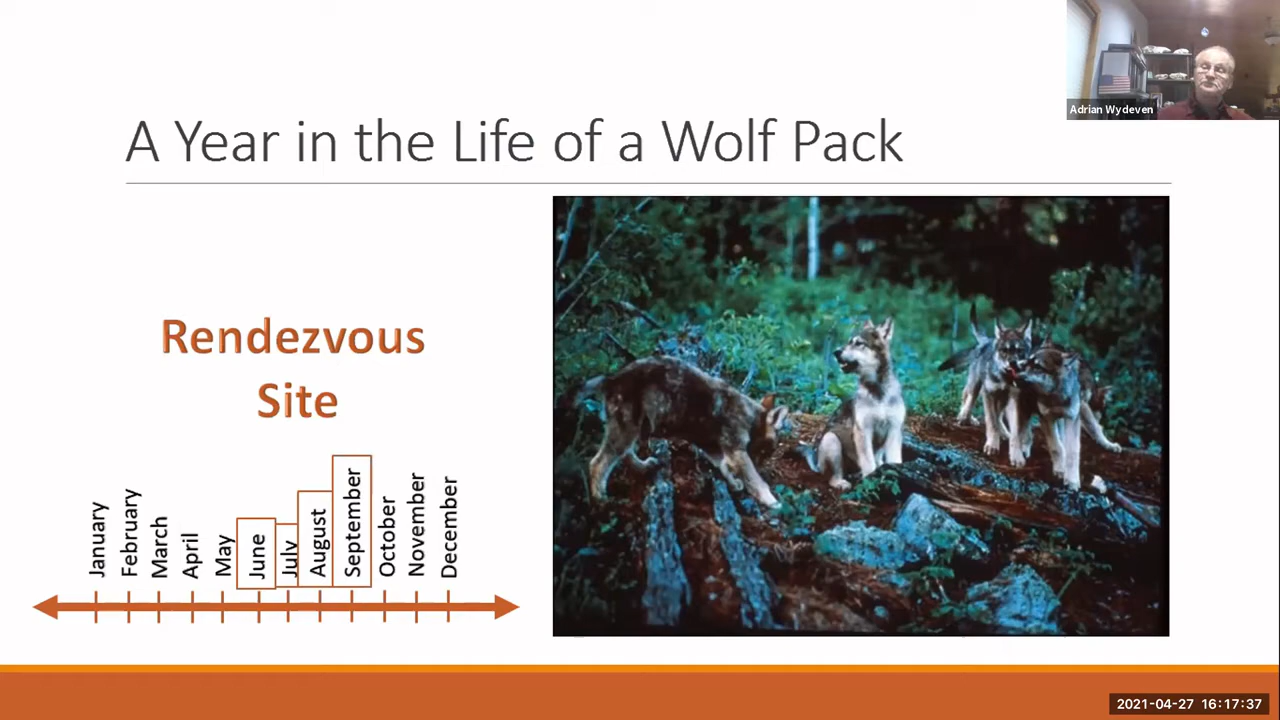 Adrian Wydeven
A Year in the Life of a Wolf Pack
Rendezvous
Site
January
February
March
April
May
June
July
August
September
October
November
December
2021-04-27 16:17:37